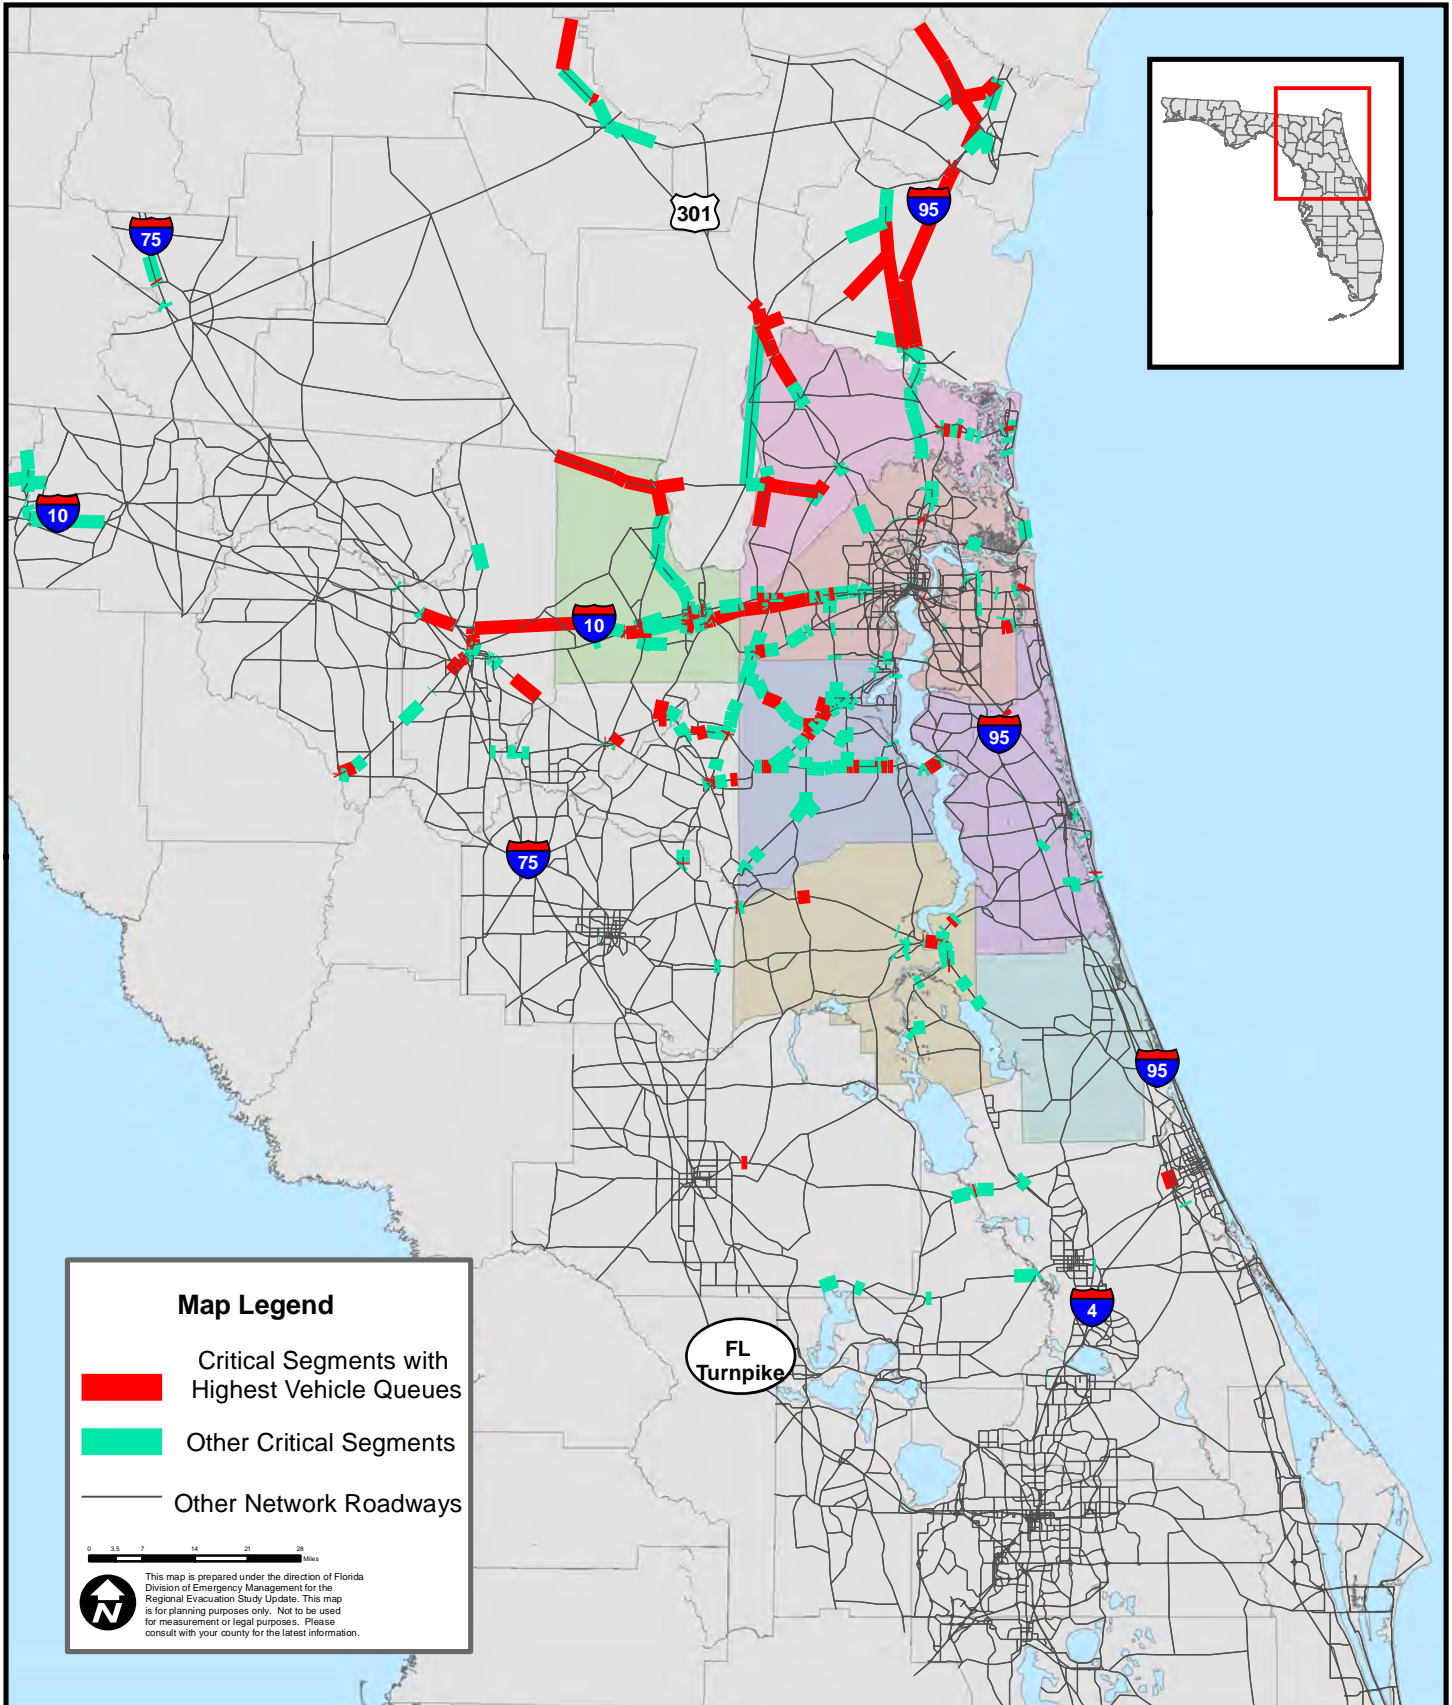 301
95
75
10
10
95
75
95
4
FL
Turnpike
Map Legend
Critical Segments with
Highest Vehicle Queues
Other Critical Segments
Other Network Roadways
0 3.5 7 14 21 28
Miles
N
This map is prepared under the direction of Florida
Division of Emergency Management for the
Regional Evacuation Study Update. This map
is for planning purposes only. Not to be used
for measurement or legal purposes. Please
consult with your county for the latest information.